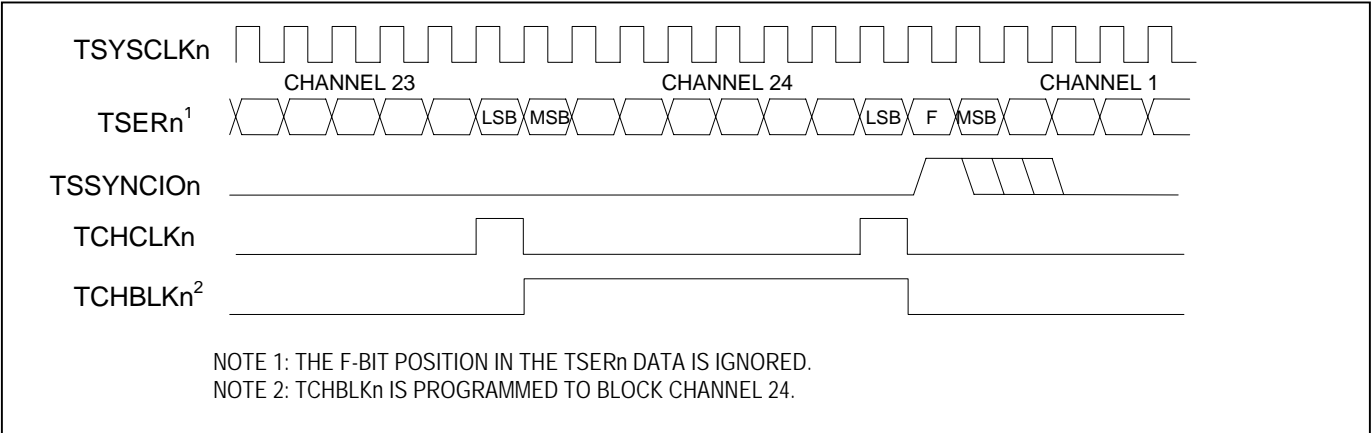 TSYSCLKn
CHANNEL 23 CHANNEL 24 CHANNEL 1
TSERn1 LSB MSB LSB F MSB
TSSYNCIOn
TCHCLKn
TCHBLKn2
NOTE 1: THE F-BIT POSITION IN THE TSERn DATA IS IGNORED.
NOTE 2: TCHBLKn IS PROGRAMMED TO BLOCK CHANNEL 24.